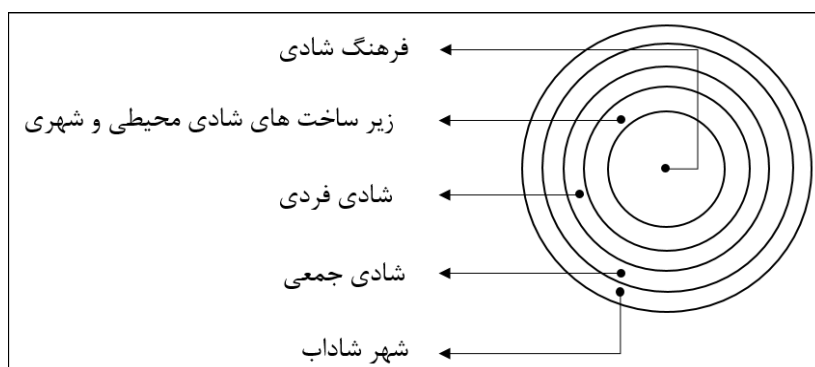 فرهنگ شادی
زیر ساخت های شادی محیطی و شهری
شادی فردی
شادی جمعی
شهر شاداب